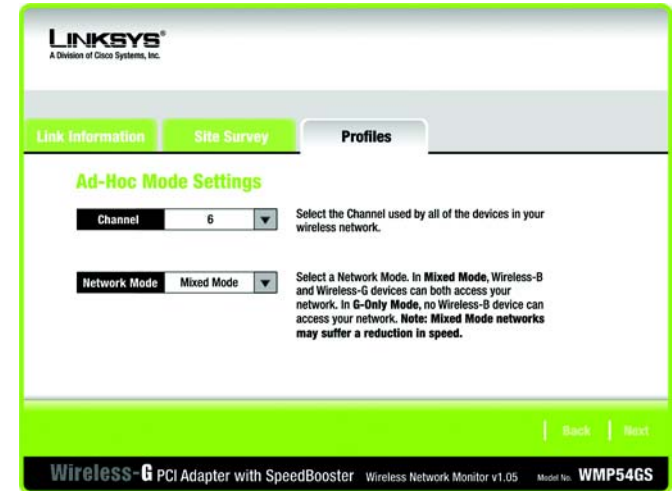 LINKSYS®
A Division of Cisco Systems, Inc.
Link Information
Site Survey
Profiles
Ad-Hoc Mode Settings
Channel
6
Select the Channel used by all of the devices in your
wireless network.
Network Mode
Mixed Mode
Select a Network Mode. In Mixed Mode, Wireless-B
and Wireless-G devices can both access your
network. In G-Only Mode, no Wireless-B device can
access your network. Note: Mixed Mode networks
may suffer a reduction in speed.
Back
Next
Wireless-G PCI Adapter with SpeedBooster Wireless Network Monitor v1.05 Model No. WMP54GS